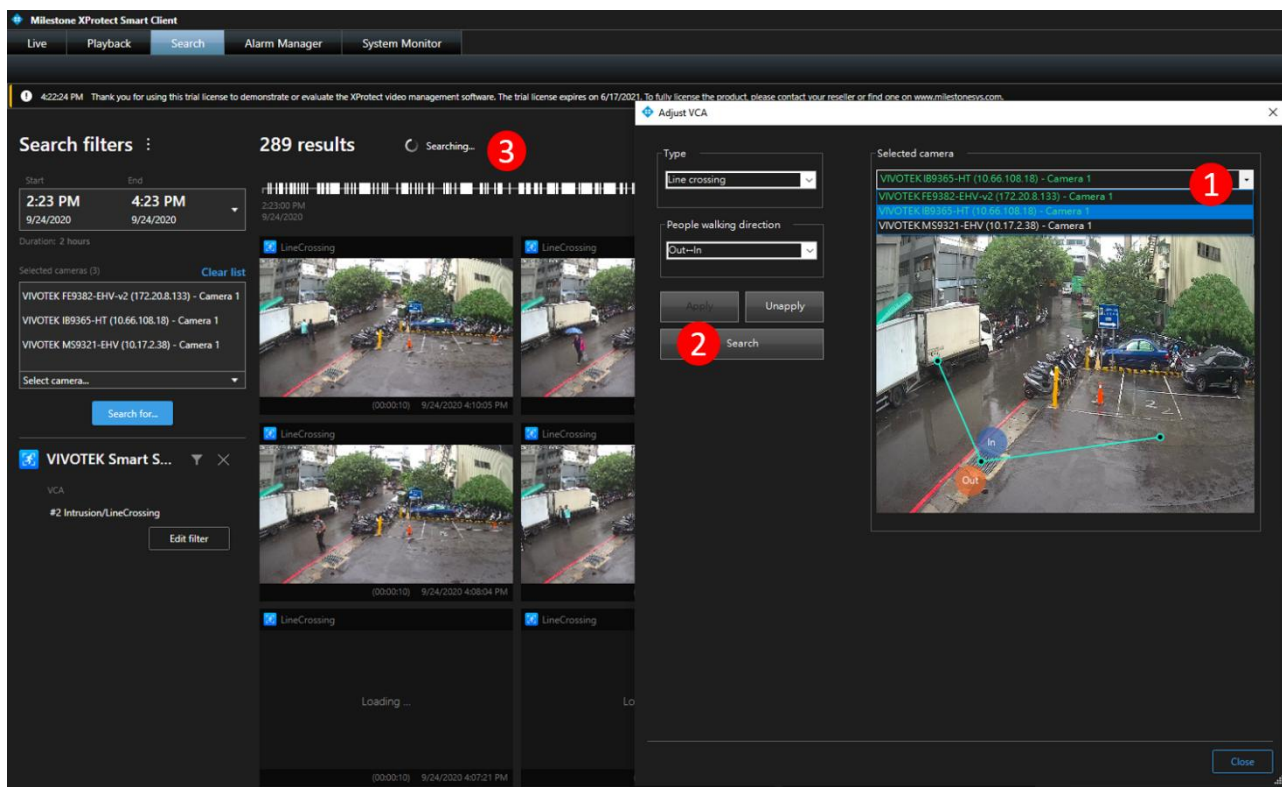 Milestone XProtect Smart Client
Live Playback Search Alarm Manager System Monitor
4:22:24 PM Thank you for using this trial license to demonstrate or evaluate the XProtect video management software. The trial license expires on 6/17/2021. To fully license the product, please contact your reseller or find one on www.milestonesys.com.
Search filters
Start End
2:23 PM 4:23 PM
9/24/2020 9/24/2020
Duration: 2 hours
Selected cameras (3) Clear list
VIVOTEK FE9382-EHV-v2 (172.20.8.133) - Camera 1
VIVOTEK IB9365-HT (10.66.108.18) - Camera 1
VIVOTEK MS9321-EHV (10.17.2.38) - Camera 1
Select camera...
Search for...
VIVOTEK Smart S...
VCA
#2 Intrusion/LineCrossing
Edit filter
289 results Searching... 3
2:23:00 PM
9/24/2020
LineCrossing LineCrossing
(00:00:10) 9/24/2020 4:10:05 PM
LineCrossing LineCrossing
(00:00:10) 9/24/2020 4:08:04 PM
LineCrossing LineCrossing
Loading ... Lo
(00:00:10) 9/24/2020 4:07:21 PM
Adjust VCA
Type
Line crossing
People walking direction
Out↔In
Apply Unapply
2 Search
Selected camera
VIVOTEK IB9365-HT (10.66.108.18) - Camera 1
1
VIVOTEK FE9382-EHV-v2 (172.20.8.133) - Camera 1
VIVOTEK IB9365-HT (10.66.108.18) - Camera 1
VIVOTEK MS9321-EHV (10.17.2.38) - Camera 1
In
Out
Close